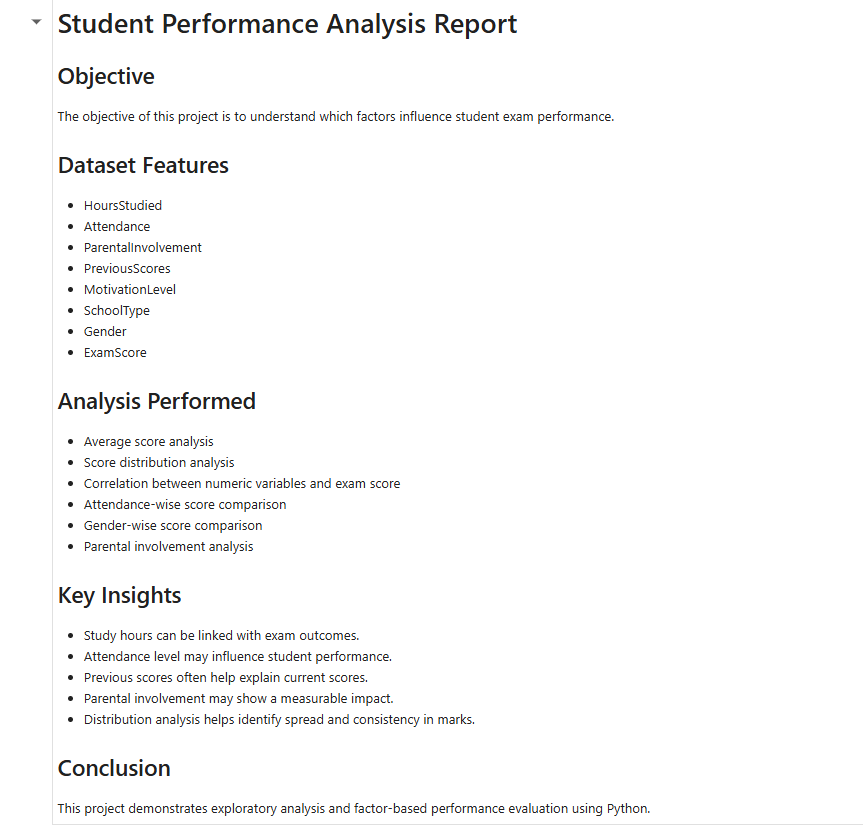 Student Performance Analysis Report
Objective
The objective of this project is to understand which factors influence student exam performance.
Dataset Features
HoursStudied
Attendance
ParentalInvolvement
PreviousScores
MotivationLevel
SchoolType
Gender
ExamScore
Analysis Performed
Average score analysis
Score distribution analysis
Correlation between numeric variables and exam score
Attendance-wise score comparison
Gender-wise score comparison
Parental involvement analysis
Key Insights
Study hours can be linked with exam outcomes.
Attendance level may influence student performance.
Previous scores often help explain current scores.
Parental involvement may show a measurable impact.
Distribution analysis helps identify spread and consistency in marks.
Conclusion
This project demonstrates exploratory analysis and factor-based performance evaluation using Python.